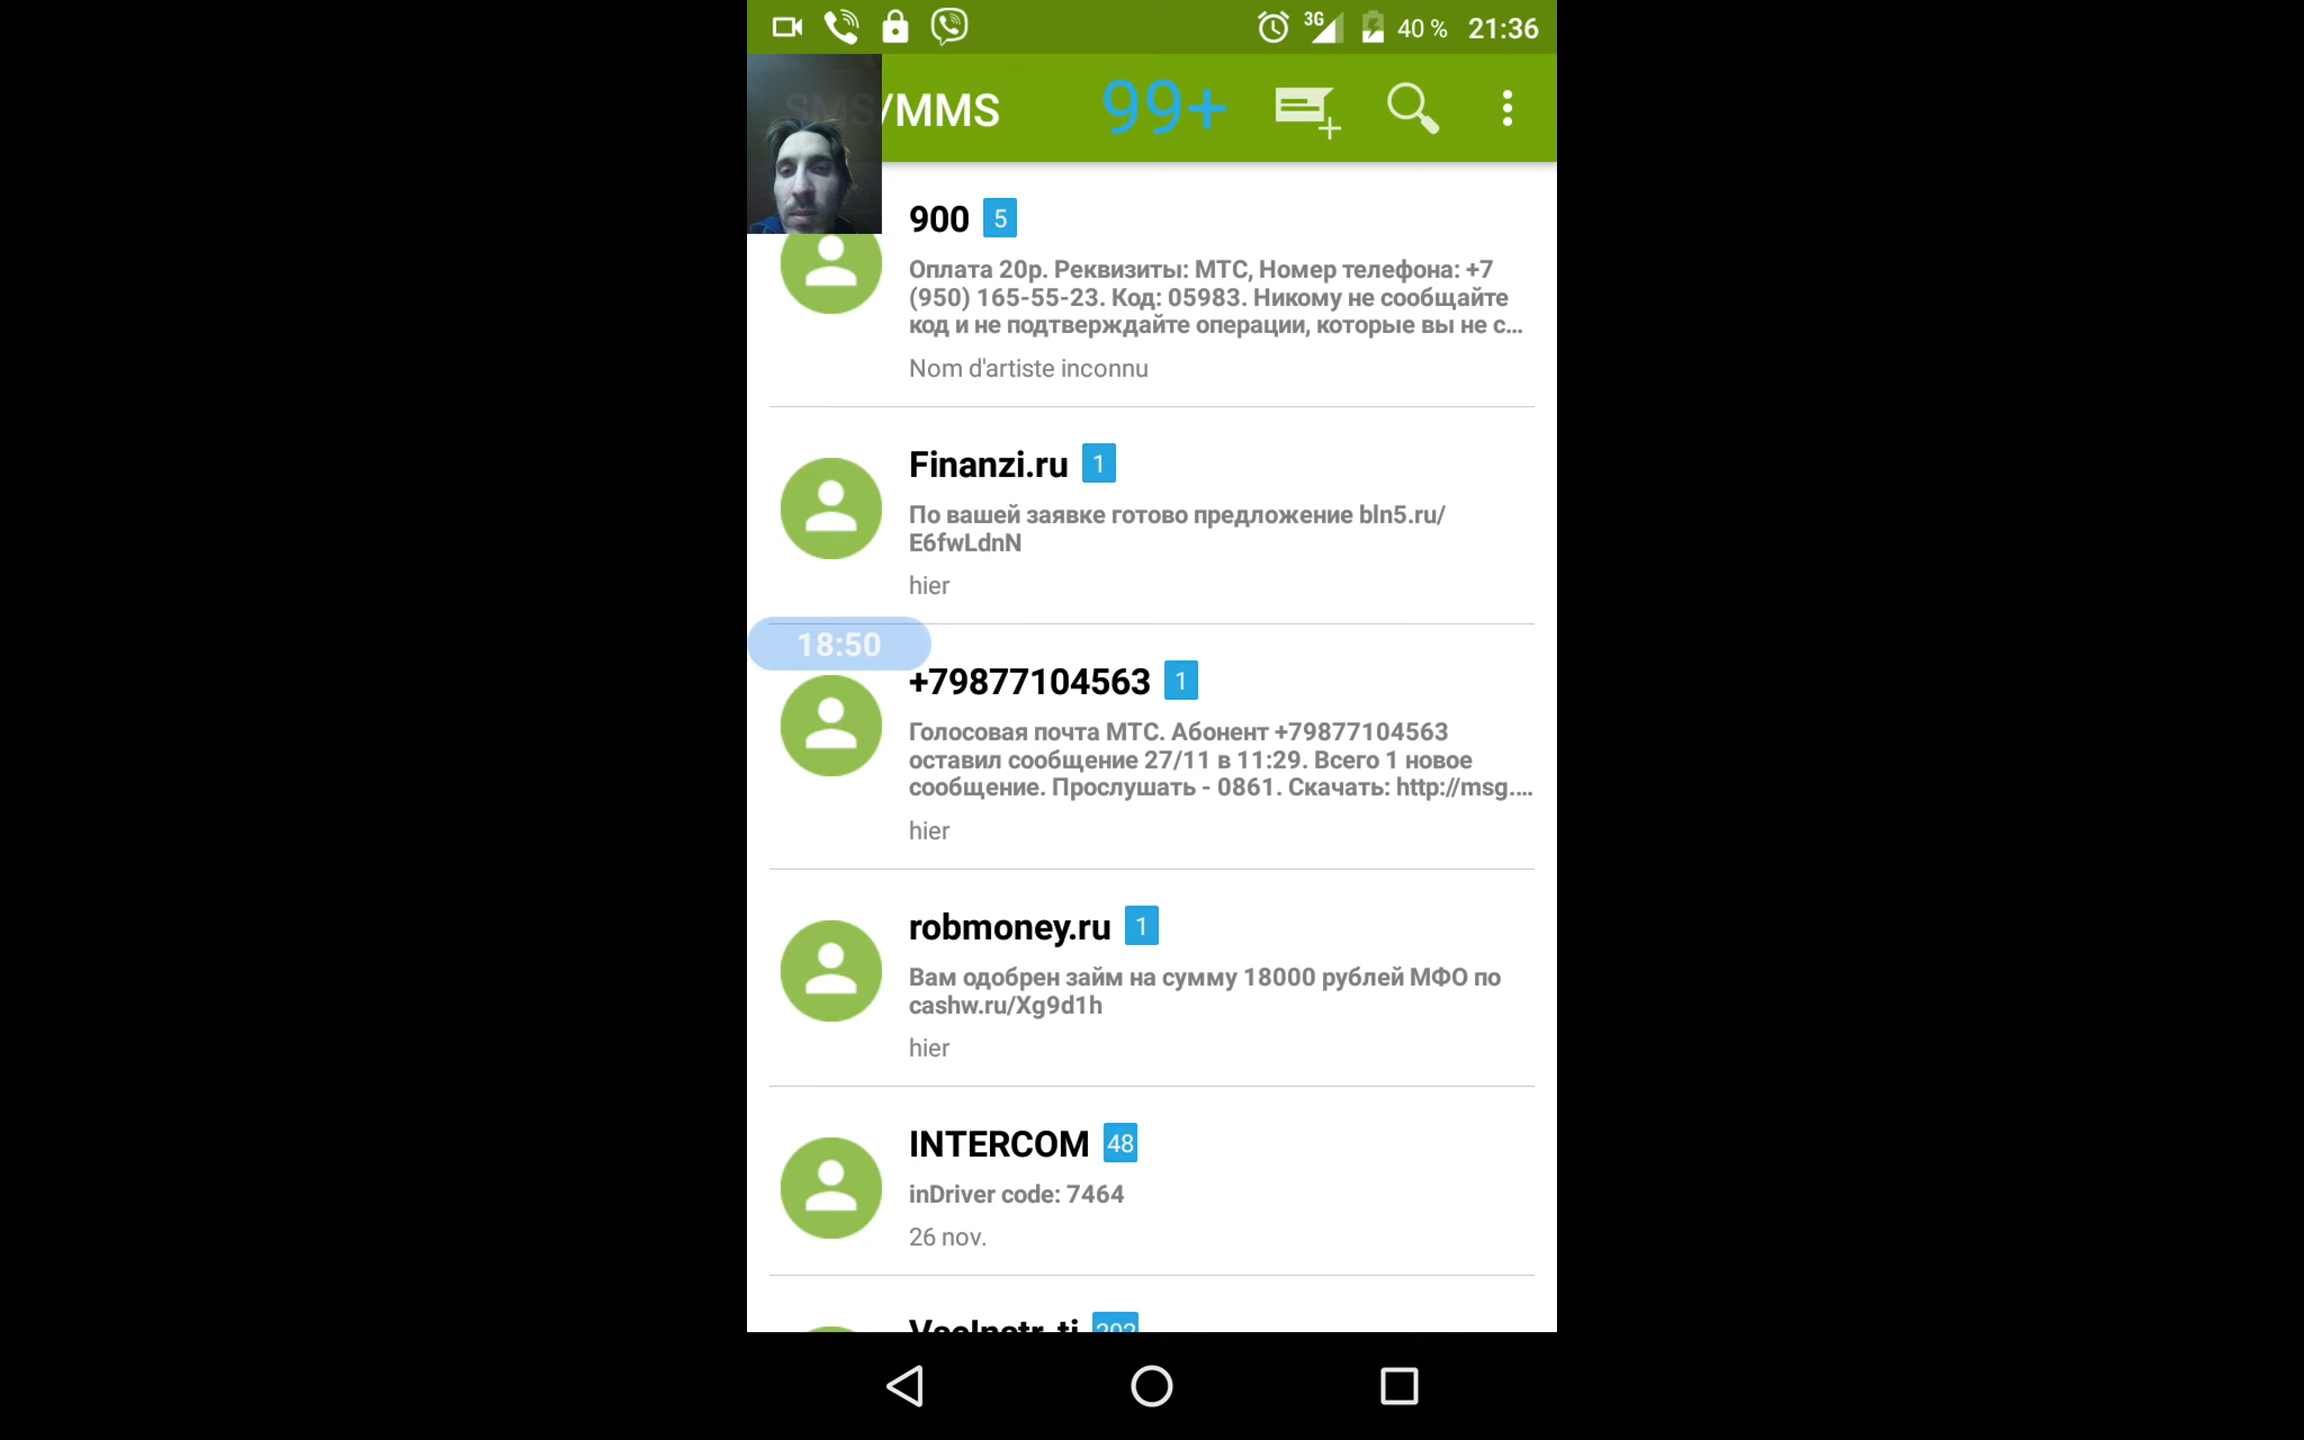 3G 40 % 21:36
SMS/MMS 99+
900 5
Оплата 20р. Реквизиты: МТС, Номер телефона: +7
(950) 165-55-23. Код: 05983. Никому не сообщайте
код и не подтверждайте операции, которые вы не с...
Nom d'artiste inconnu
Finanzi.ru 1
По вашей заявке готово предложение bln5.ru/
E6fwLdnN
hier
18:50
+79877104563 1
Голосовая почта МТС. Абонент +79877104563
оставил сообщение 27/11 в 11:29. Всего 1 новое
сообщение. Прослушать - 0861. Скачать: http://msg....
hier
robmoney.ru 1
Вам одобрен займ на сумму 18000 рублей МФО по
cashw.ru/Xg9d1h
hier
INTERCOM 48
inDriver code: 7464
26 nov.